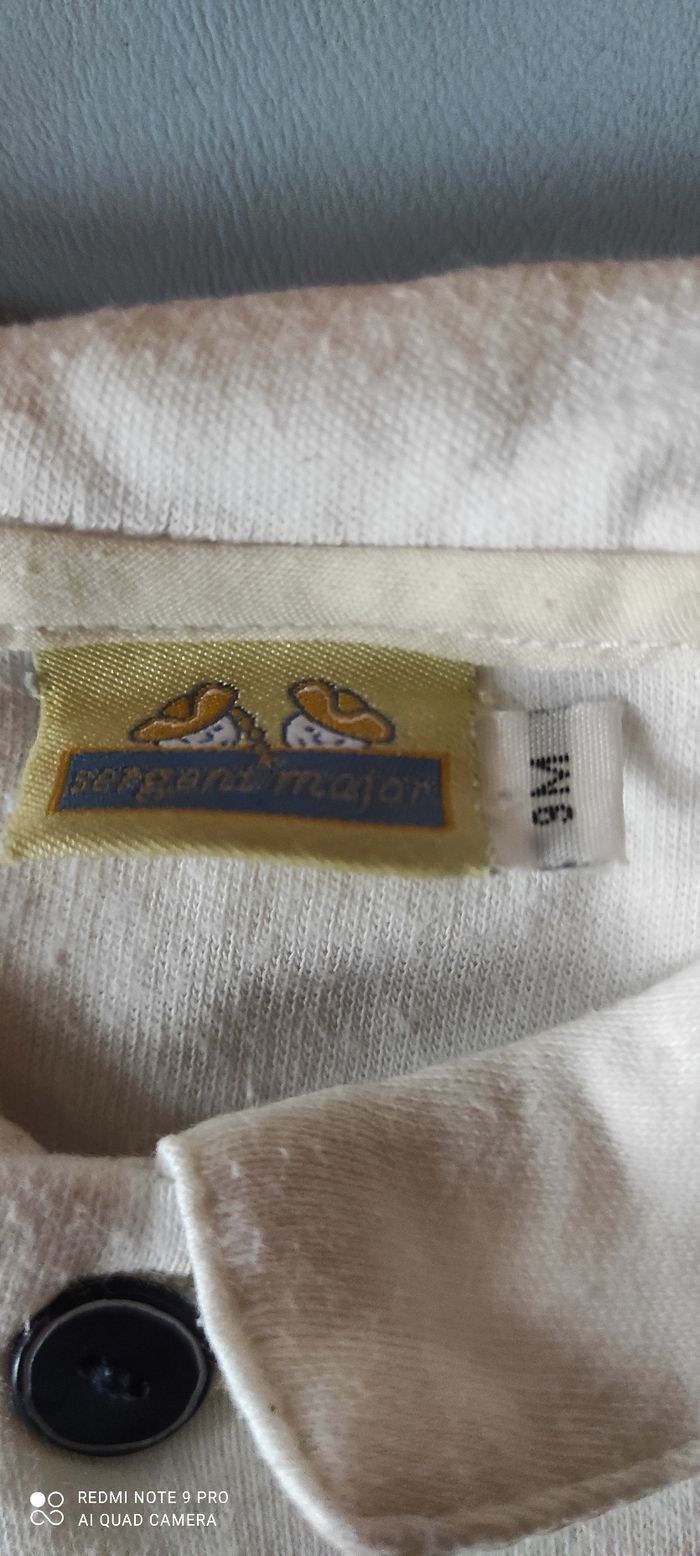 sergent major
9M
REDMI NOTE 9 PRO
AI QUAD CAMERA